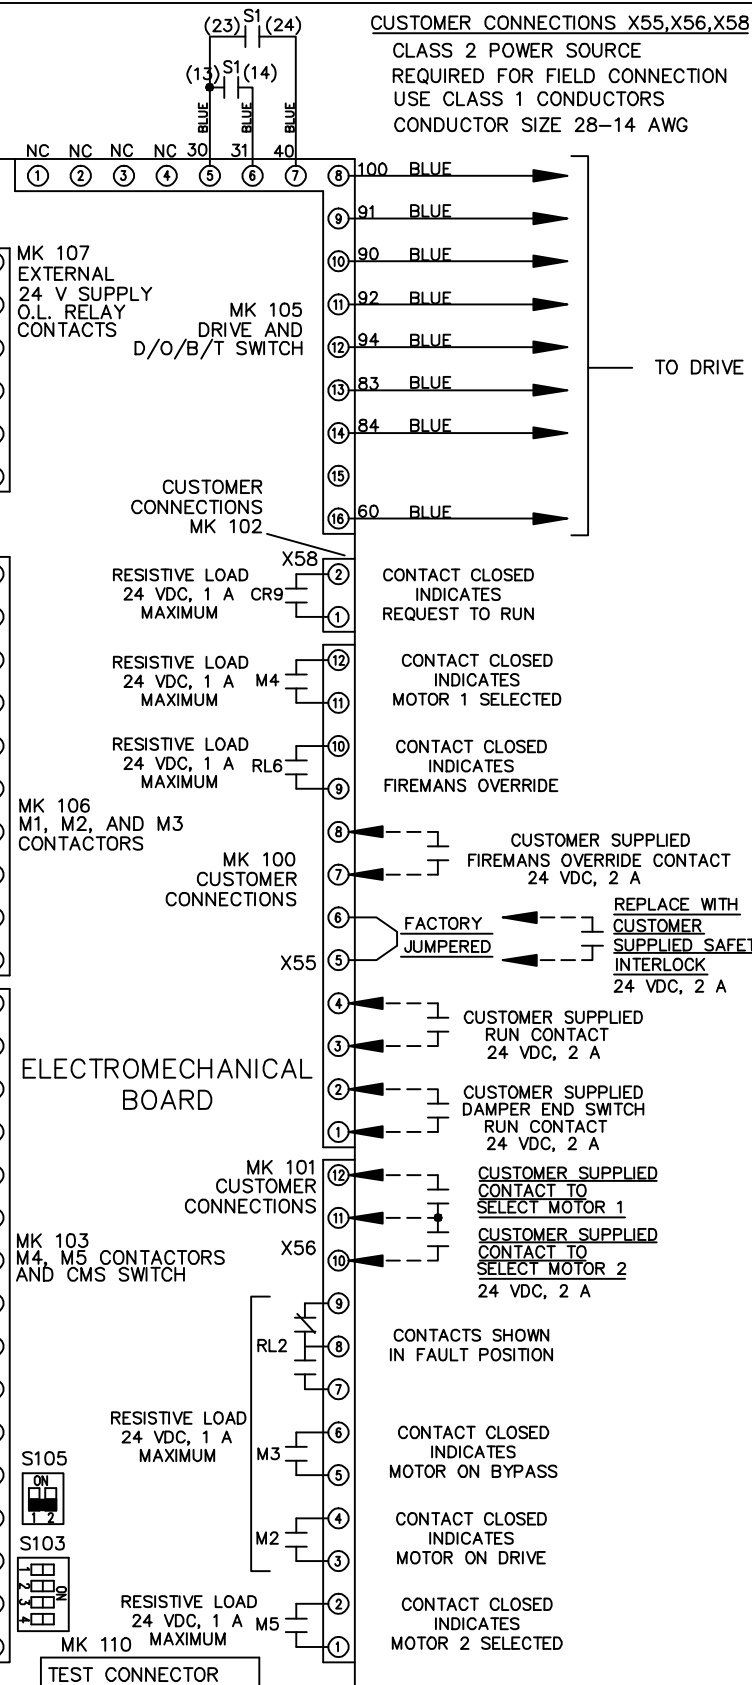 CUSTOMER CONNECTIONS X55,X56,X58
CLASS 2 POWER SOURCE
REQUIRED FOR FIELD CONNECTION
USE CLASS 1 CONDUCTORS
CONDUCTOR SIZE 28–14 AWG
(23) S1 (24)
(13) S1 (14)
BLUE BLUE BLUE
NC NC NC NC 30 31 40
1 2 3 4 5 6 7
8 100 BLUE
9 91 BLUE
10 90 BLUE
11 92 BLUE
12 94 BLUE
13 83 BLUE
14 84 BLUE
15
16 60 BLUE
TO DRIVE
MK 107
EXTERNAL
24 V SUPPLY
O.L. RELAY
CONTACTS
MK 105
DRIVE AND
D/O/B/T SWITCH
CUSTOMER
CONNECTIONS
MK 102
X58
2
1
RESISTIVE LOAD
24 VDC, 1 A CR9
MAXIMUM
CONTACT CLOSED
INDICATES
REQUEST TO RUN
12
11
RESISTIVE LOAD
24 VDC, 1 A M4
MAXIMUM
CONTACT CLOSED
INDICATES
MOTOR 1 SELECTED
10
9
RESISTIVE LOAD
24 VDC, 1 A RL6
MAXIMUM
CONTACT CLOSED
INDICATES
FIREMANS OVERRIDE
MK 106
M1, M2, AND M3
CONTACTORS
8
7
CUSTOMER SUPPLIED
FIREMANS OVERRIDE CONTACT
24 VDC, 2 A
MK 100
CUSTOMER
CONNECTIONS
6
5
FACTORY
JUMPERED
REPLACE WITH
CUSTOMER
SUPPLIED SAFET
INTERLOCK
24 VDC, 2 A
X55
4
3
CUSTOMER SUPPLIED
RUN CONTACT
24 VDC, 2 A
ELECTROMECHANICAL
BOARD
2
1
CUSTOMER SUPPLIED
DAMPER END SWITCH
RUN CONTACT
24 VDC, 2 A
MK 101
CUSTOMER
CONNECTIONS
X56
12
11
10
CUSTOMER SUPPLIED
CONTACT TO
SELECT MOTOR 1
CUSTOMER SUPPLIED
CONTACT TO
SELECT MOTOR 2
24 VDC, 2 A
MK 103
M4, M5 CONTACTORS
AND CMS SWITCH
9
RL2 8
7
CONTACTS SHOWN
IN FAULT POSITION
RESISTIVE LOAD
24 VDC, 1 A
MAXIMUM
6
M3
5
CONTACT CLOSED
INDICATES
MOTOR ON BYPASS
S105
ON
1 2
4
M2
3
CONTACT CLOSED
INDICATES
MOTOR ON DRIVE
S103
1
2
3
4
ON
RESISTIVE LOAD
24 VDC, 1 A M5
MAXIMUM
2
1
CONTACT CLOSED
INDICATES
MOTOR 2 SELECTED
MK 110
TEST CONNECTOR